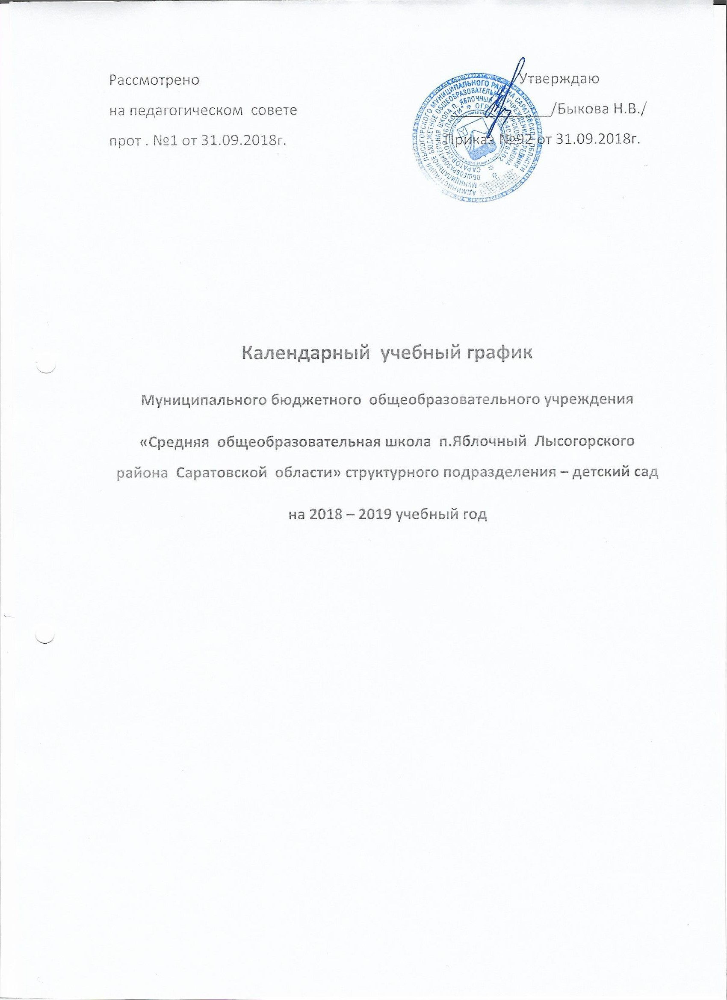 Рассмотрено
на педагогическом  совете
прот . №1 от 31.09.2018г.
Утверждаю
/Быкова Н.В./
Приказ №92 от 31.09.2018г.
АДМИНИСТРАЦИЯ ЛЫСОГОРСКОГО МУНИЦИПАЛЬНОГО РАЙОНА САРАТОВСКОЙ ОБЛАСТИ
МУНИЦИПАЛЬНОЕ БЮДЖЕТНОЕ ОБЩЕОБРАЗОВАТЕЛЬНОЕ УЧРЕЖДЕНИЕ "СРЕДНЯЯ
ОБЩЕОБРАЗОВАТЕЛЬНАЯ ШКОЛА П. ЯБЛОЧНЫЙ ЛЫСОГОРСКОГО РАЙОНА
САРАТОВСКОЙ ОБЛАСТИ"
Календарный  учебный график
Муниципального бюджетного  общеобразовательного учреждения
«Средняя  общеобразовательная школа  п.Яблочный  Лысогорского
района  Саратовской  области» структурного подразделения – детский сад
на 2018 – 2019 учебный год